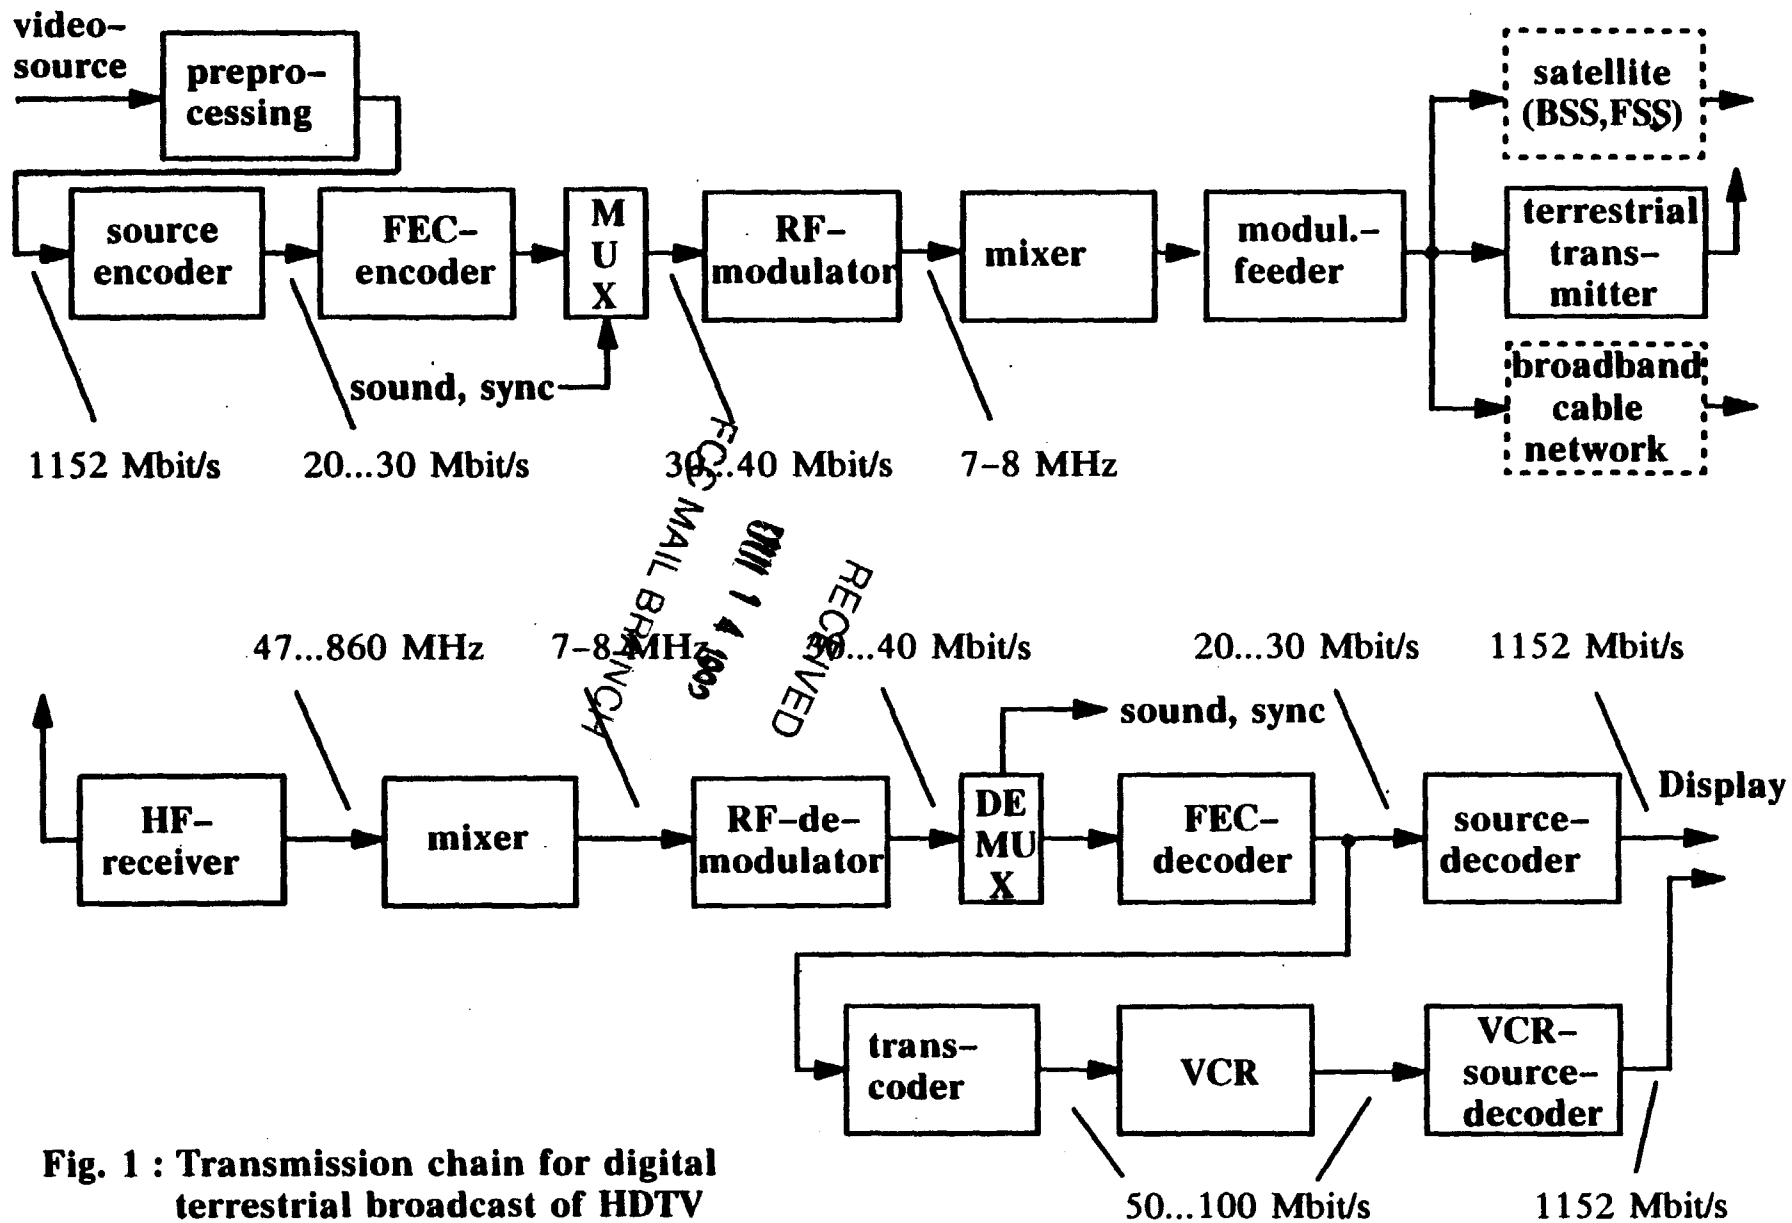 video-
source
prepro-
cessing
satellite
(BSS,FSS)
source
encoder
FEC-
encoder
M
U
X
RF-
modulator
mixer
modul.-
feeder
terrestrial
trans-
mitter
sound, sync
broadband
cable
network
1152 Mbit/s
20...30 Mbit/s
30...40 Mbit/s
7-8 MHz
FCC MAIL BRANCH
14
RECEIVED
47...860 MHz
7-8 MHz
30...40 Mbit/s
20...30 Mbit/s
1152 Mbit/s
sound, sync
Display
HF-
receiver
mixer
RF-de-
modulator
DE
MU
X
FEC-
decoder
source-
decoder
trans-
coder
VCR
VCR-
source-
decoder
50...100 Mbit/s
1152 Mbit/s
Fig. 1 : Transmission chain for digital
terrestrial broadcast of HDTV